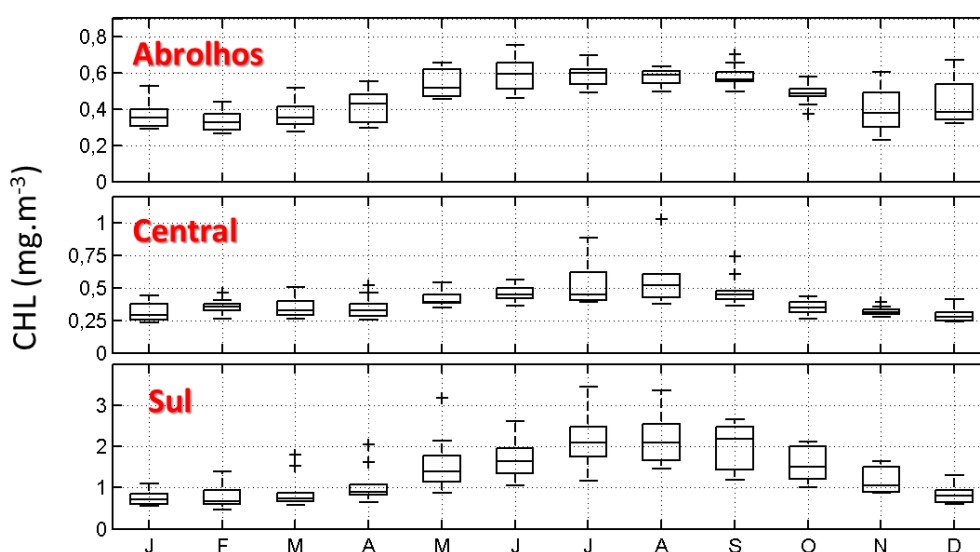 CHL (mg.m⁻³)
Abrolhos
0,8
0,6
0,4
0,2
0
Central
1
0,75
0,5
0,25
0
Sul
3
2
1
0
J F M A M J J A S O N D